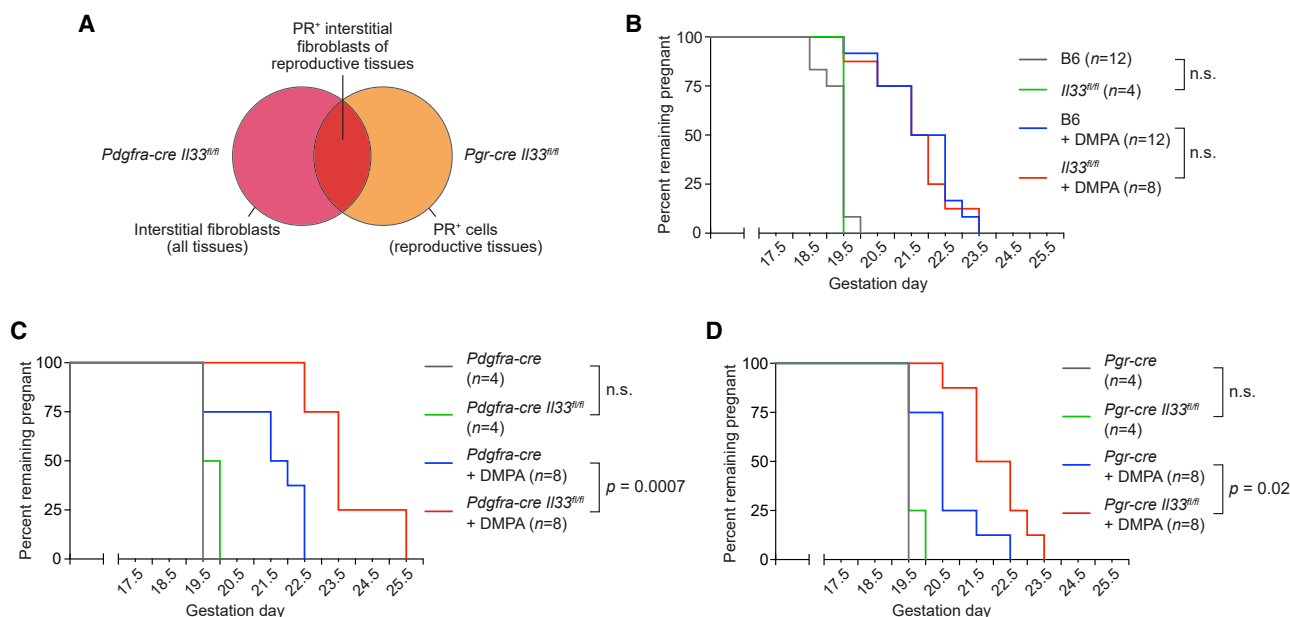 A
PR⁺ interstitial
fibroblasts of
reproductive tissues
Pdgfra-cre Il33ᶠˡ/ᶠˡ
Pgr-cre Il33ᶠˡ/ᶠˡ
Interstitial fibroblasts
(all tissues)
PR⁺ cells
(reproductive tissues)
B
Percent remaining pregnant
100
75
50
25
0
17.5 18.5 19.5 20.5 21.5 22.5 23.5 24.5 25.5
Gestation day
B6 (n=12)
Il33ᶠˡ/ᶠˡ (n=4)
n.s.
B6
+ DMPA (n=12)
Il33ᶠˡ/ᶠˡ
+ DMPA (n=8)
n.s.
C
Percent remaining pregnant
100
75
50
25
0
17.5 18.5 19.5 20.5 21.5 22.5 23.5 24.5 25.5
Gestation day
Pdgfra-cre
(n=4)
Pdgfra-cre Il33ᶠˡ/ᶠˡ
(n=4)
n.s.
Pdgfra-cre
+ DMPA (n=8)
Pdgfra-cre Il33ᶠˡ/ᶠˡ
+ DMPA (n=8)
p = 0.0007
D
Percent remaining pregnant
100
75
50
25
0
17.5 18.5 19.5 20.5 21.5 22.5 23.5 24.5 25.5
Gestation day
Pgr-cre
(n=4)
Pgr-cre Il33ᶠˡ/ᶠˡ
(n=4)
n.s.
Pgr-cre
+ DMPA (n=8)
Pgr-cre Il33ᶠˡ/ᶠˡ
+ DMPA (n=8)
p = 0.02